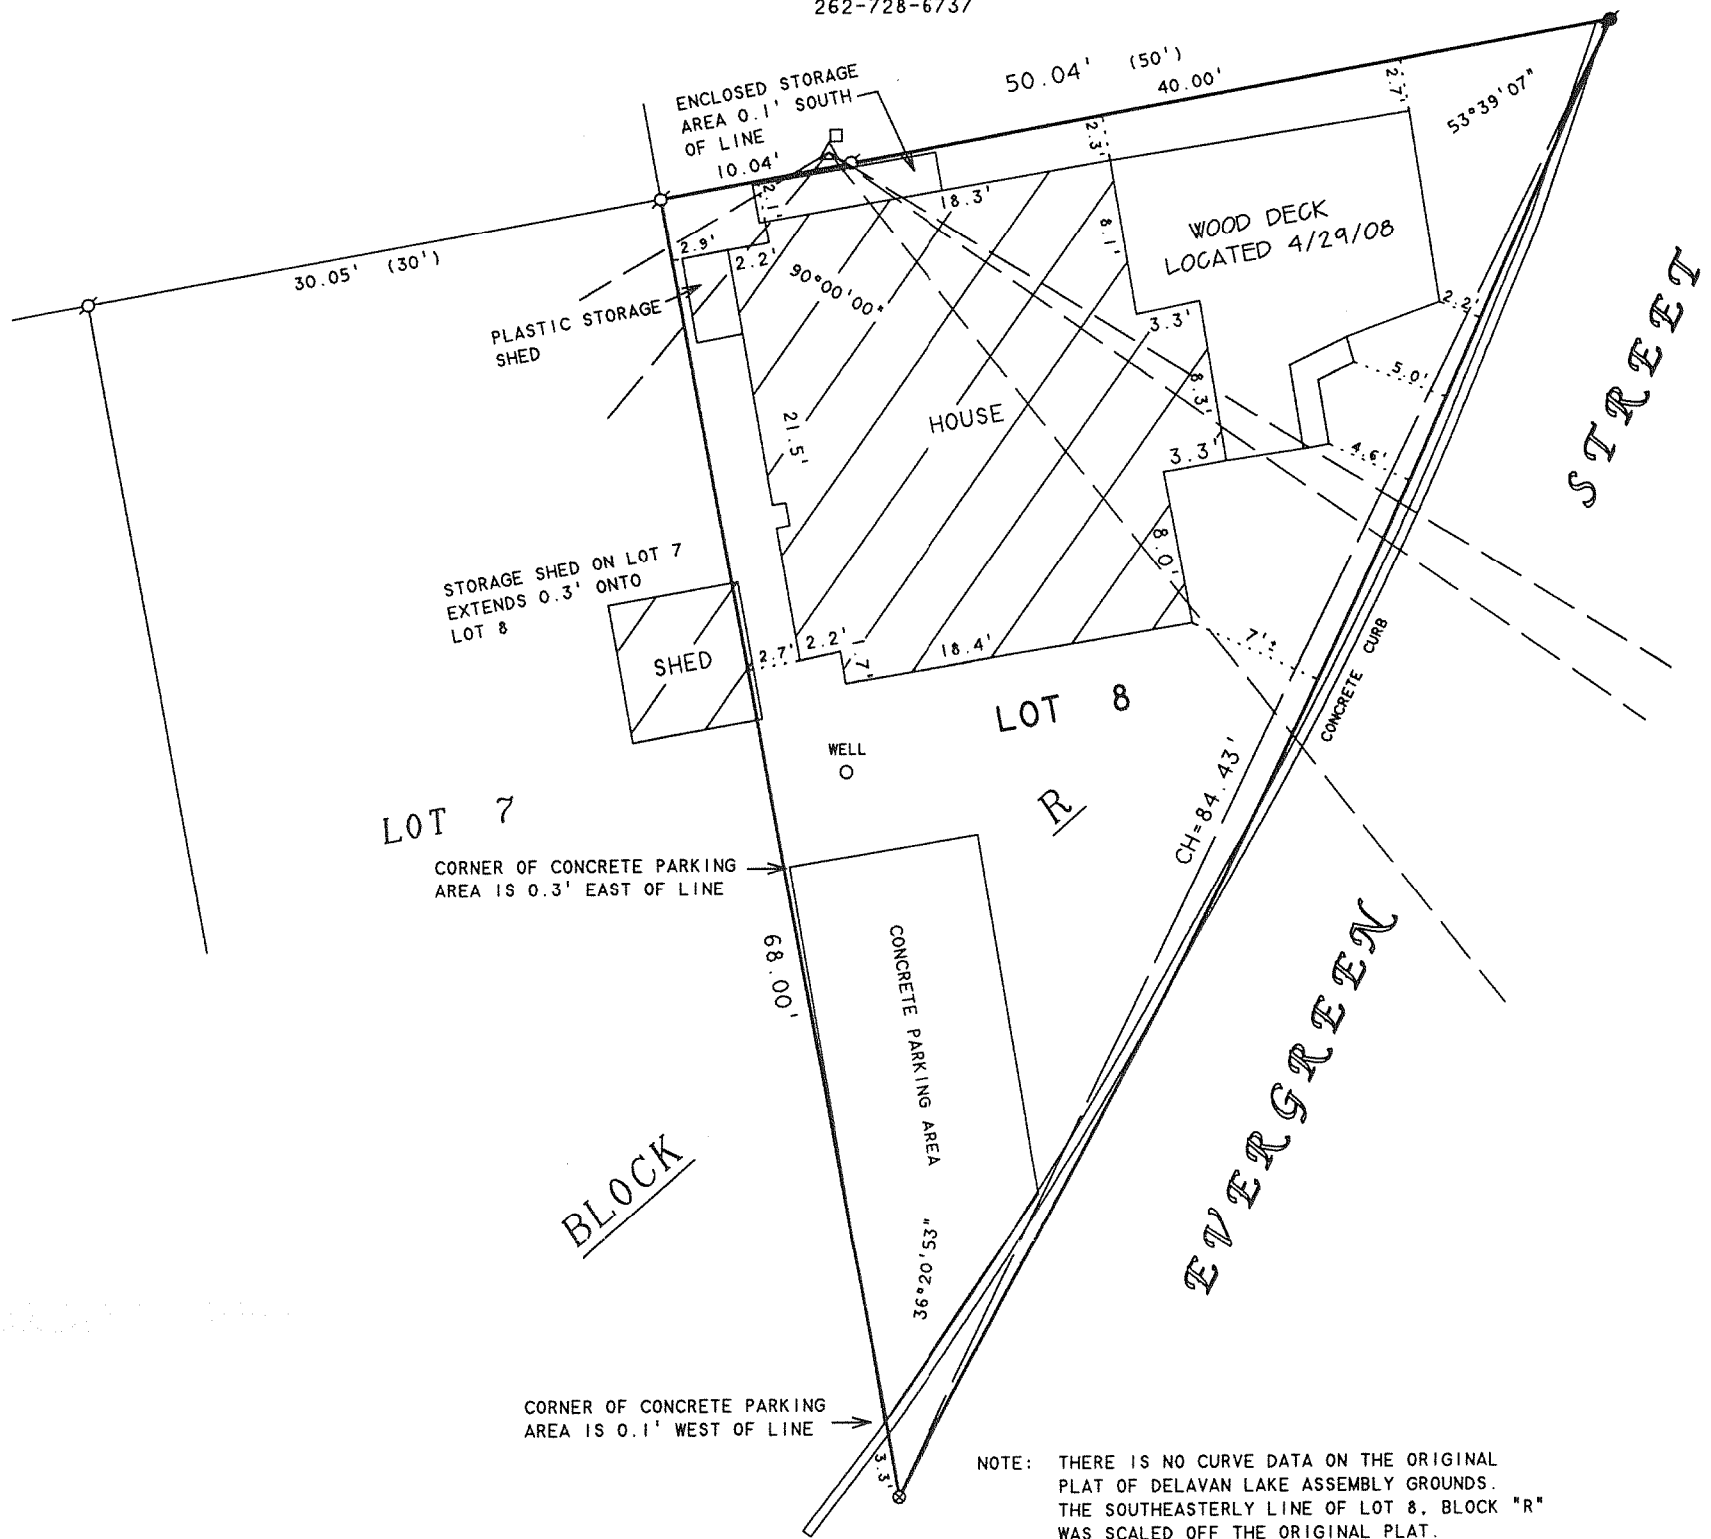 262-728-6737
ENCLOSED STORAGE
AREA 0.1' SOUTH
OF LINE
10.04'
50.04' (50')
40.00'
2.7'
53°39'07"
2.3'
2.1'
18.3'
8.1'
WOOD DECK
LOCATED 4/29/08
30.05' (30')
2.9'
2.2'
90°00'00"
PLASTIC STORAGE
SHED
3.3'
2.2'
5.0'
8.3'
HOUSE
21.5'
3.3'
4.6'
STREET
8.0'
STORAGE SHED ON LOT 7
EXTENDS 0.3' ONTO
LOT 8
SHED
2.7'
2.2'
1.7'
18.4'
7'±
CONCRETE CURB
LOT 8
WELL
R
CH=84.43'
LOT 7
CORNER OF CONCRETE PARKING
AREA IS 0.3' EAST OF LINE
68.00'
CONCRETE PARKING AREA
EVERGREEN
BLOCK
36°20'53"
CORNER OF CONCRETE PARKING
AREA IS 0.1' WEST OF LINE
3.3'
NOTE: THERE IS NO CURVE DATA ON THE ORIGINAL
PLAT OF DELAVAN LAKE ASSEMBLY GROUNDS.
THE SOUTHEASTERLY LINE OF LOT 8, BLOCK "R"
WAS SCALED OFF THE ORIGINAL PLAT.